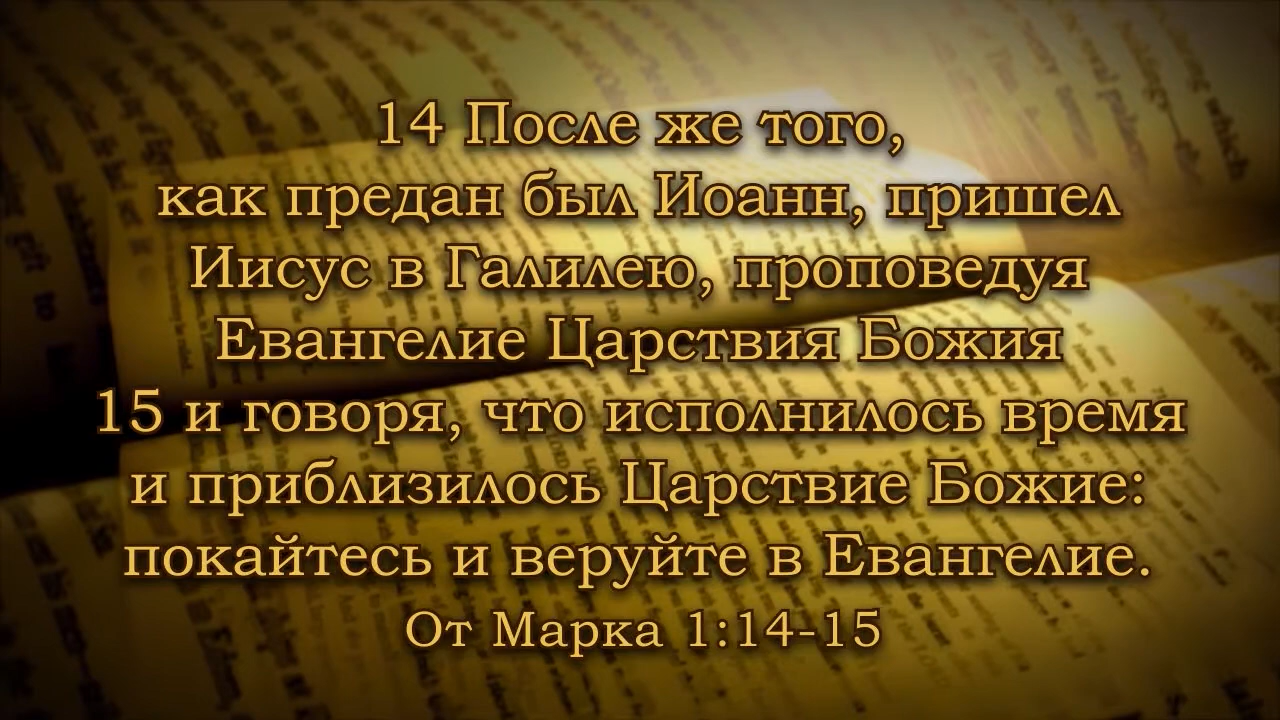 14 После же того,
как предан был Иоанн, пришел
Иисус в Галилею, проповедуя
Евангелие Царствия Божия
15 и говоря, что исполнилось время
и приблизилось Царствие Божие:
покайтесь и веруйте в Евангелие.
От Марка 1:14-15